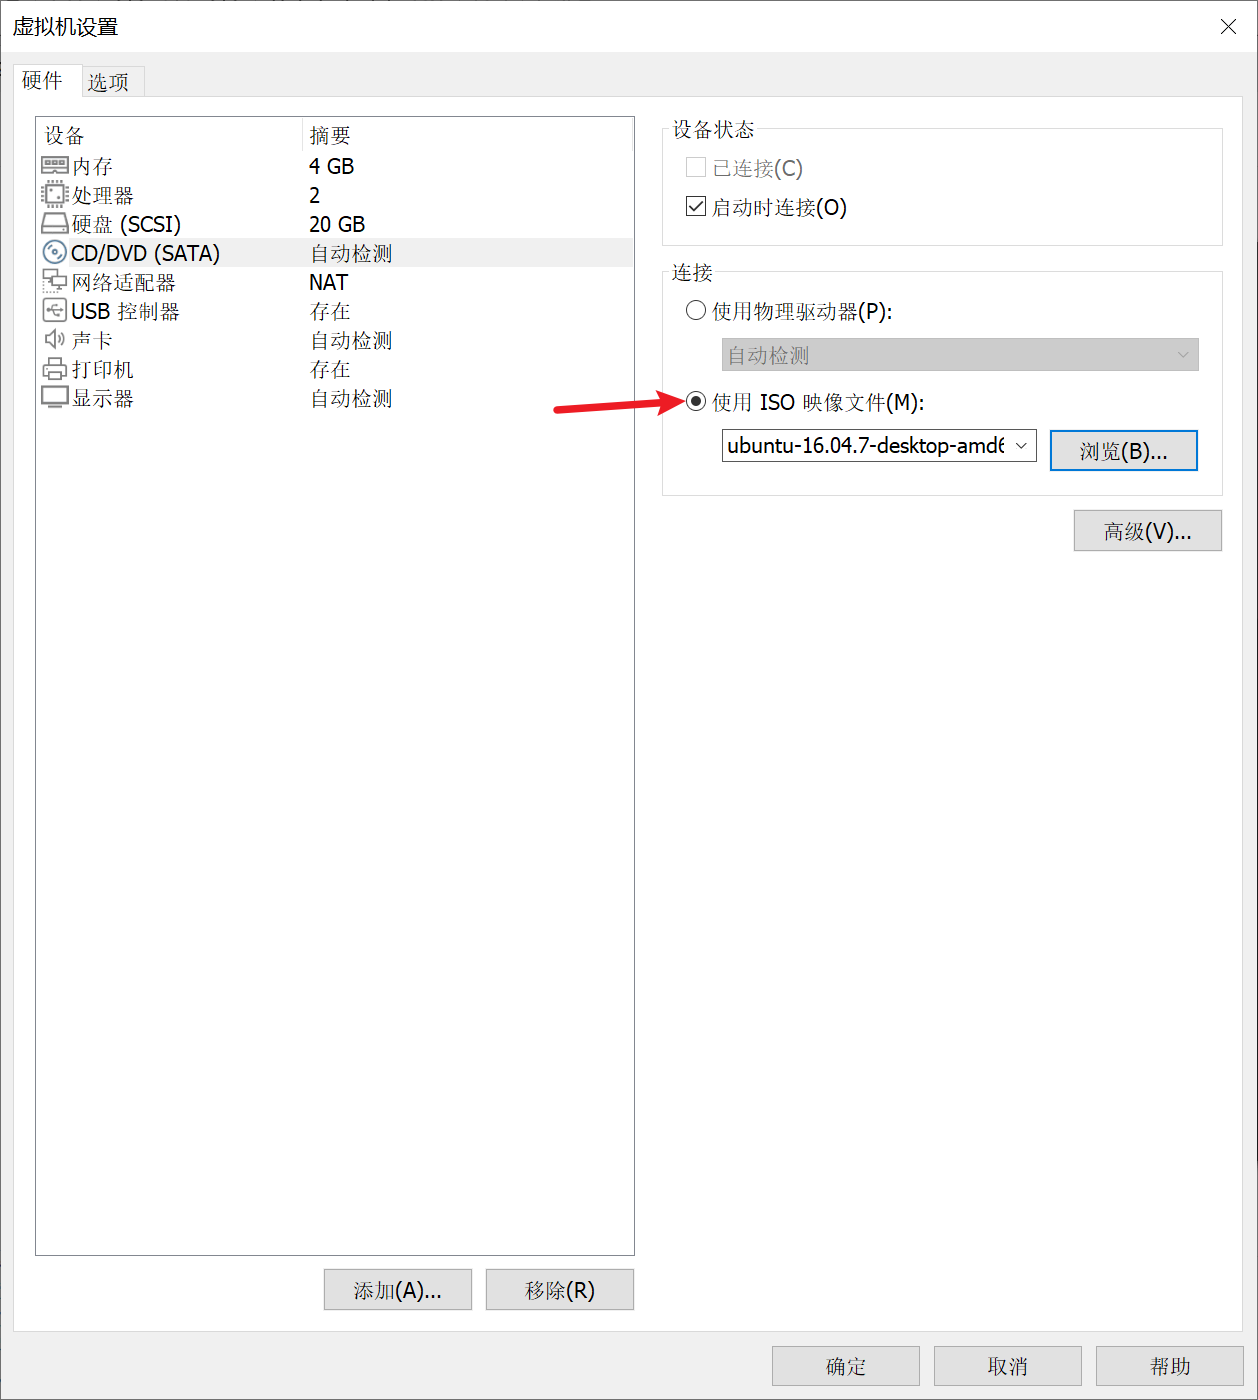 虚拟机设置
硬件 选项
设备 摘要
内存 4 GB
处理器 2
硬盘 (SCSI) 20 GB
CD/DVD (SATA) 自动检测
网络适配器 NAT
USB 控制器 存在
声卡 自动检测
打印机 存在
显示器 自动检测
添加(A)... 移除(R)
设备状态
已连接(C)
启动时连接(O)
连接
使用物理驱动器(P):
自动检测
使用 ISO 映像文件(M):
ubuntu-16.04.7-desktop-amd6
浏览(B)...
高级(V)...
确定 取消 帮助